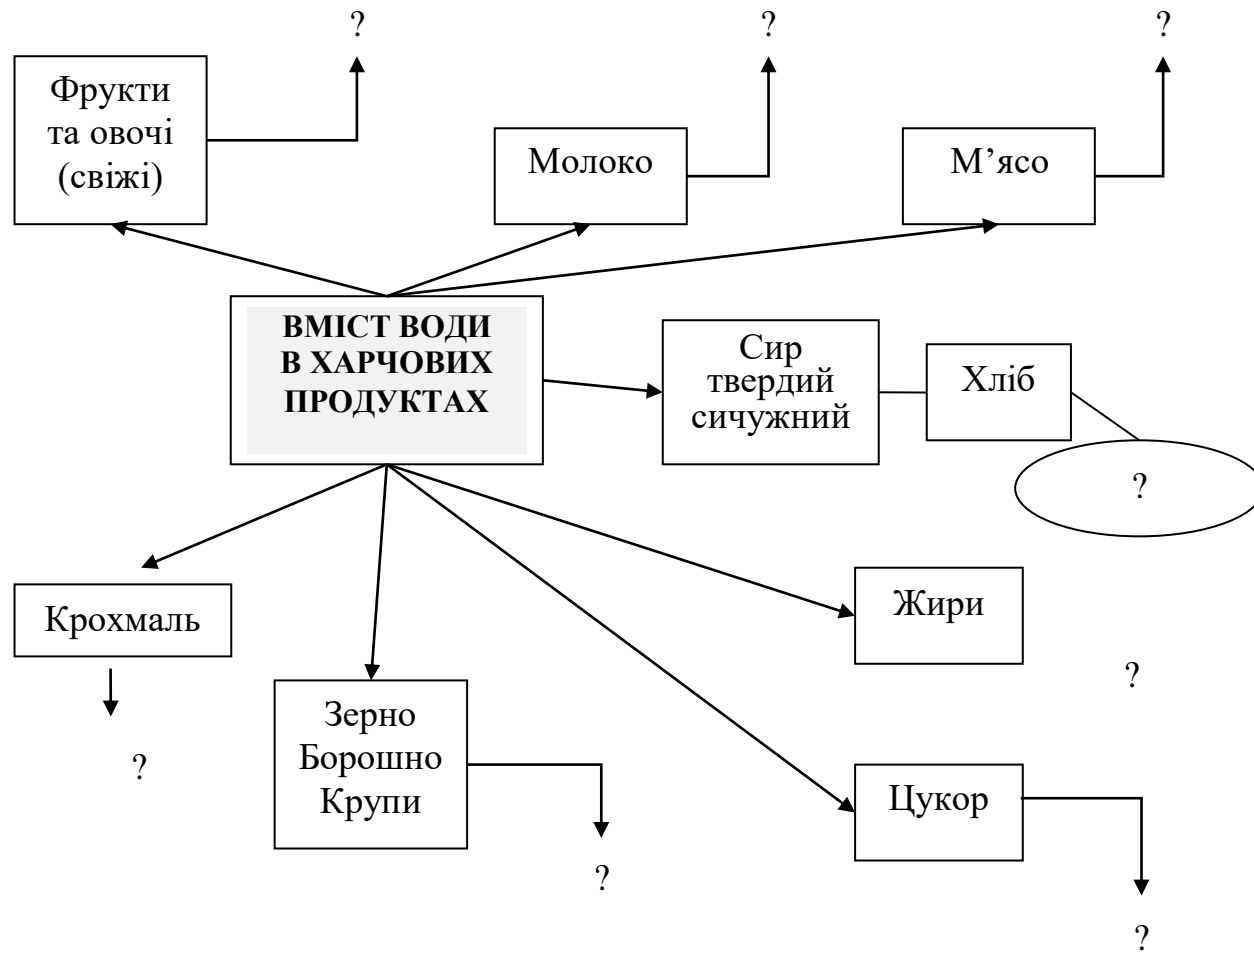 ?
?
?
Фрукти
та овочі
(свіжі)
Молоко
М’ясо
ВМІСТ ВОДИ
В ХАРЧОВИХ
ПРОДУКТАХ
Сир
твердий
сичужний
Хліб
?
Крохмаль
?
Зерно
Борошно
Крупи
?
Жири
?
Цукор
?